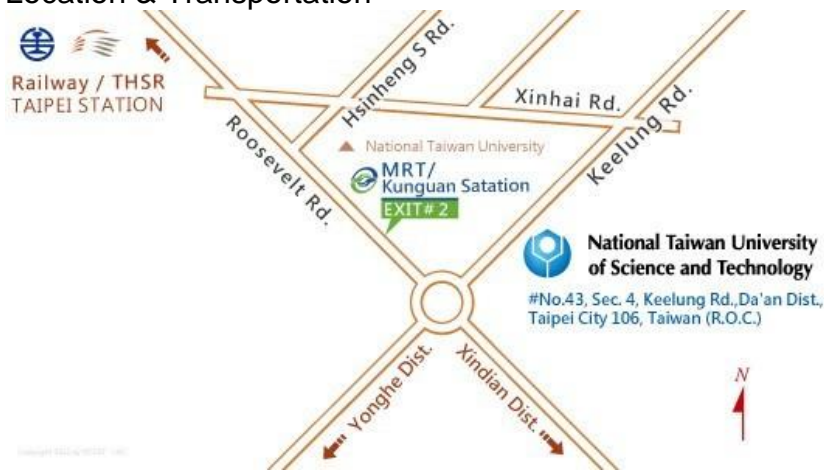 Location & Transportation
Railway / THSR
TAIPEI STATION
Hsinheng S Rd.
Xinhai Rd.
Keelung Rd.
Roosevelt Rd.
National Taiwan University
MRT/
Kunguan Satation
EXIT# 2
National Taiwan University
of Science and Technology
#No.43, Sec. 4, Keelung Rd.,Da'an Dist.,
Taipei City 106, Taiwan (R.O.C.)
Yonghe Dist.
Xindian Dist.
N